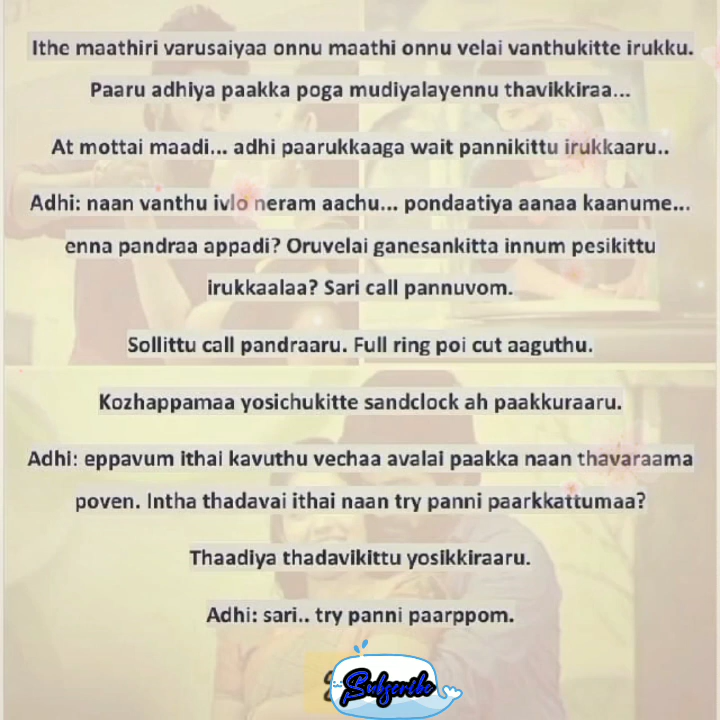 Ithe maathiri varusaiyaa onnu maathi onnu velai vanthukitte irukku.
Paaru adhiya paakka poga mudiyalayennu thavikkiraa...
At mottai maadi... adhi paarukkaaga wait pannikittu irukkaaru..
Adhi: naan vanthu ivlo neram aachu... pondaatiya aanaa kaanume...
enna pandraa appadi? Oruvelai ganesankitta innum pesikittu
irukkaalaa? Sari call pannuvom.
Sollittu call pandraaru. Full ring poi cut aaguthu.
Kozhappamaa yosichukitte sandclock ah paakkuraaru.
Adhi: eppavum ithai kavuthu vechaa avalai paakka naan thavaraama
poven. Intha thadavai ithai naan try panni paarkkattumaa?
Thaadiya thadavikittu yosikkiraaru.
Adhi: sari.. try panni paarppom.
Subscribe